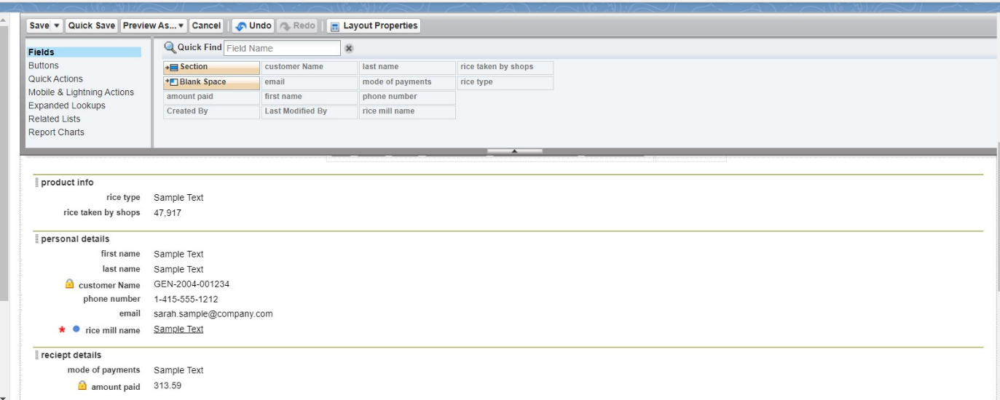 Save Quick Save Preview As... Cancel Undo Redo Layout Properties
Fields
Buttons
Quick Actions
Mobile & Lightning Actions
Expanded Lookups
Related Lists
Report Charts
Quick Find Field Name
Section customer Name last name rice taken by shops
Blank Space email mode of payments rice type
amount paid first name phone number
Created By Last Modified By rice mill name
product info
rice type Sample Text
rice taken by shops 47,917
personal details
first name Sample Text
last name Sample Text
customer Name GEN-2004-001234
phone number 1-415-555-1212
email sarah.sample@company.com
* rice mill name Sample Text
reciept details
mode of payments Sample Text
amount paid 313.59